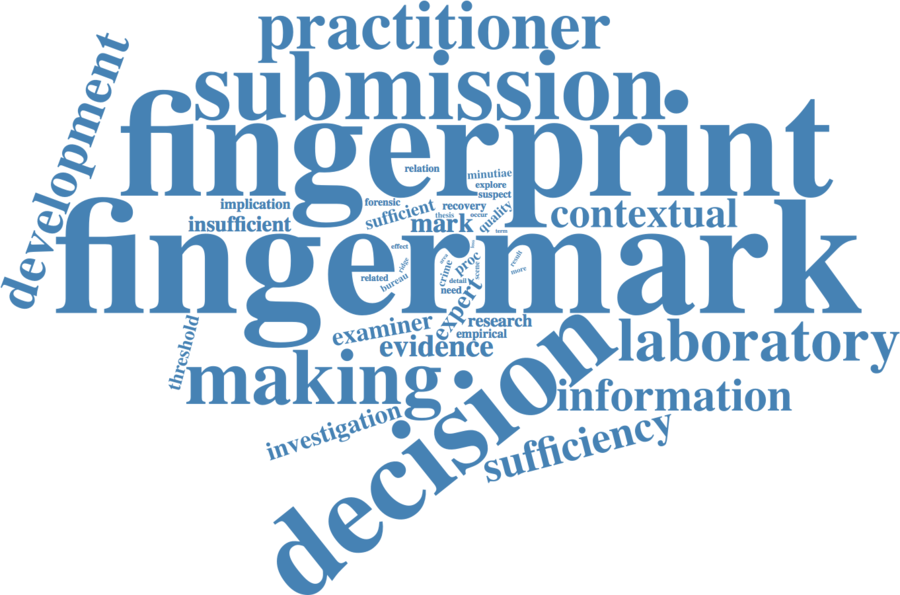 practitioner
submission
development
fingerprint
relation
minutiae
explore
suspect
implication
forensic
recovery
sufficient
thesis
occur
quality
insufficient
mark
contextual
term
fingermark
effect
ridge
related
bureau
area
crime
proc
scene
detail
need
result
more
expert
examiner
research
empirical
evidence
threshold
laboratory
making
decision
information
investigation
sufficiency